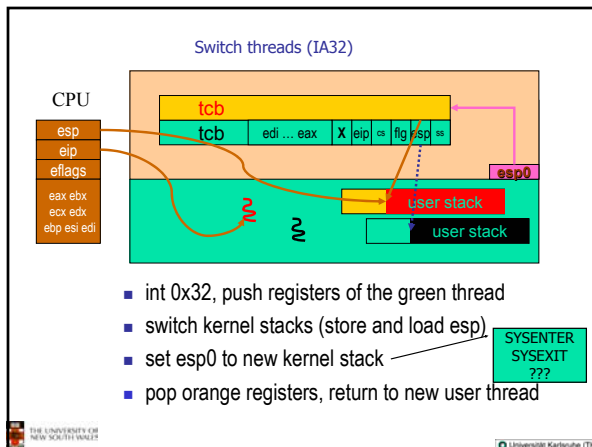 Switch threads (IA32)
CPU
esp
eip
eflags
eax ebx
ecx edx
ebp esi edi
tcb
tcb edi ... eax X eip cs flg esp ss
esp0
user stack
user stack
int 0x32, push registers of the green thread
switch kernel stacks (store and load esp)
set esp0 to new kernel stack
pop orange registers, return to new user thread
SYSENTER
SYSEXIT
???
THE UNIVERSITY OF
NEW SOUTH WALES
Universität Karlsruhe (TH)